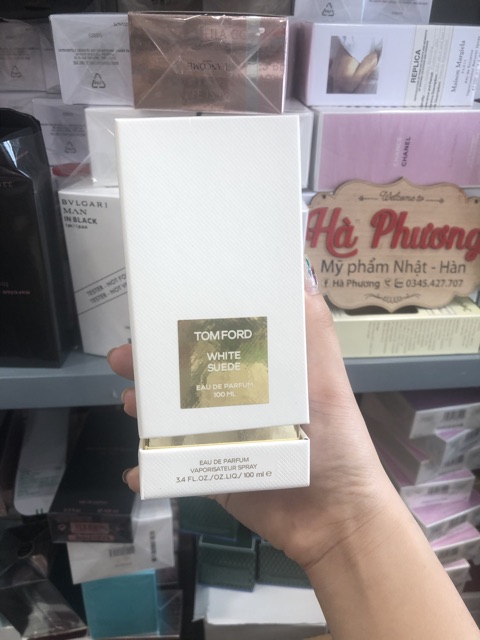 LANCÔME
REPLICA
Maison Margiela
CHANEL
BVLGARI
MAN
IN BLACK
Welcome to
Hà Phương
Mỹ phẩm Nhật - Hàn
Hà Phương
0345.427.707
TOM FORD
WHITE
SUEDE
EAU DE PARFUM
100 ML
EAU DE PARFUM
VAPORISATEUR SPRAY
3.4 FL.OZ./OZ.LIQ./100 ml e